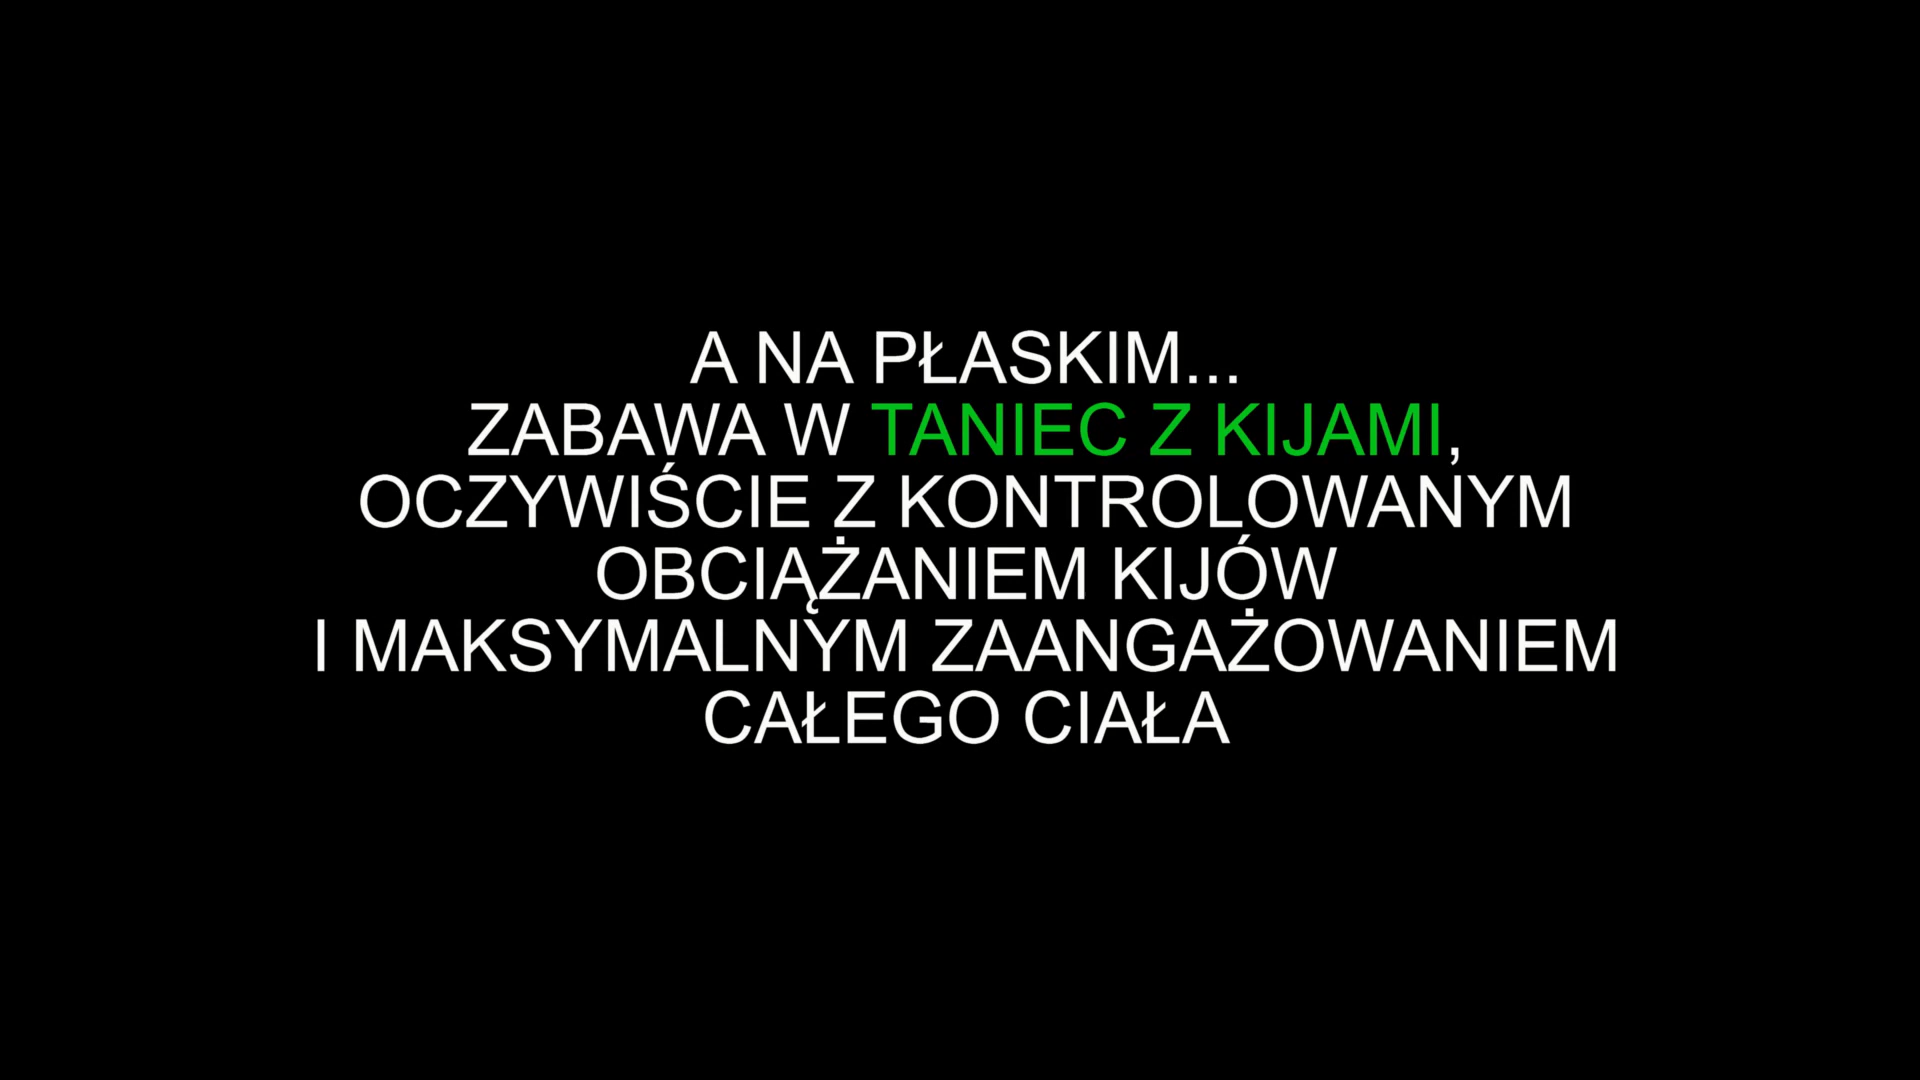 A NA PŁASKIM...
ZABAWA W TANIEC Z KIJAMI,
OCZYWIŚCIE Z KONTROLOWANYM
OBCIĄŻANIEM KIJÓW
I MAKSYMALNYM ZAANGAŻOWANIEM
CAŁEGO CIAŁA